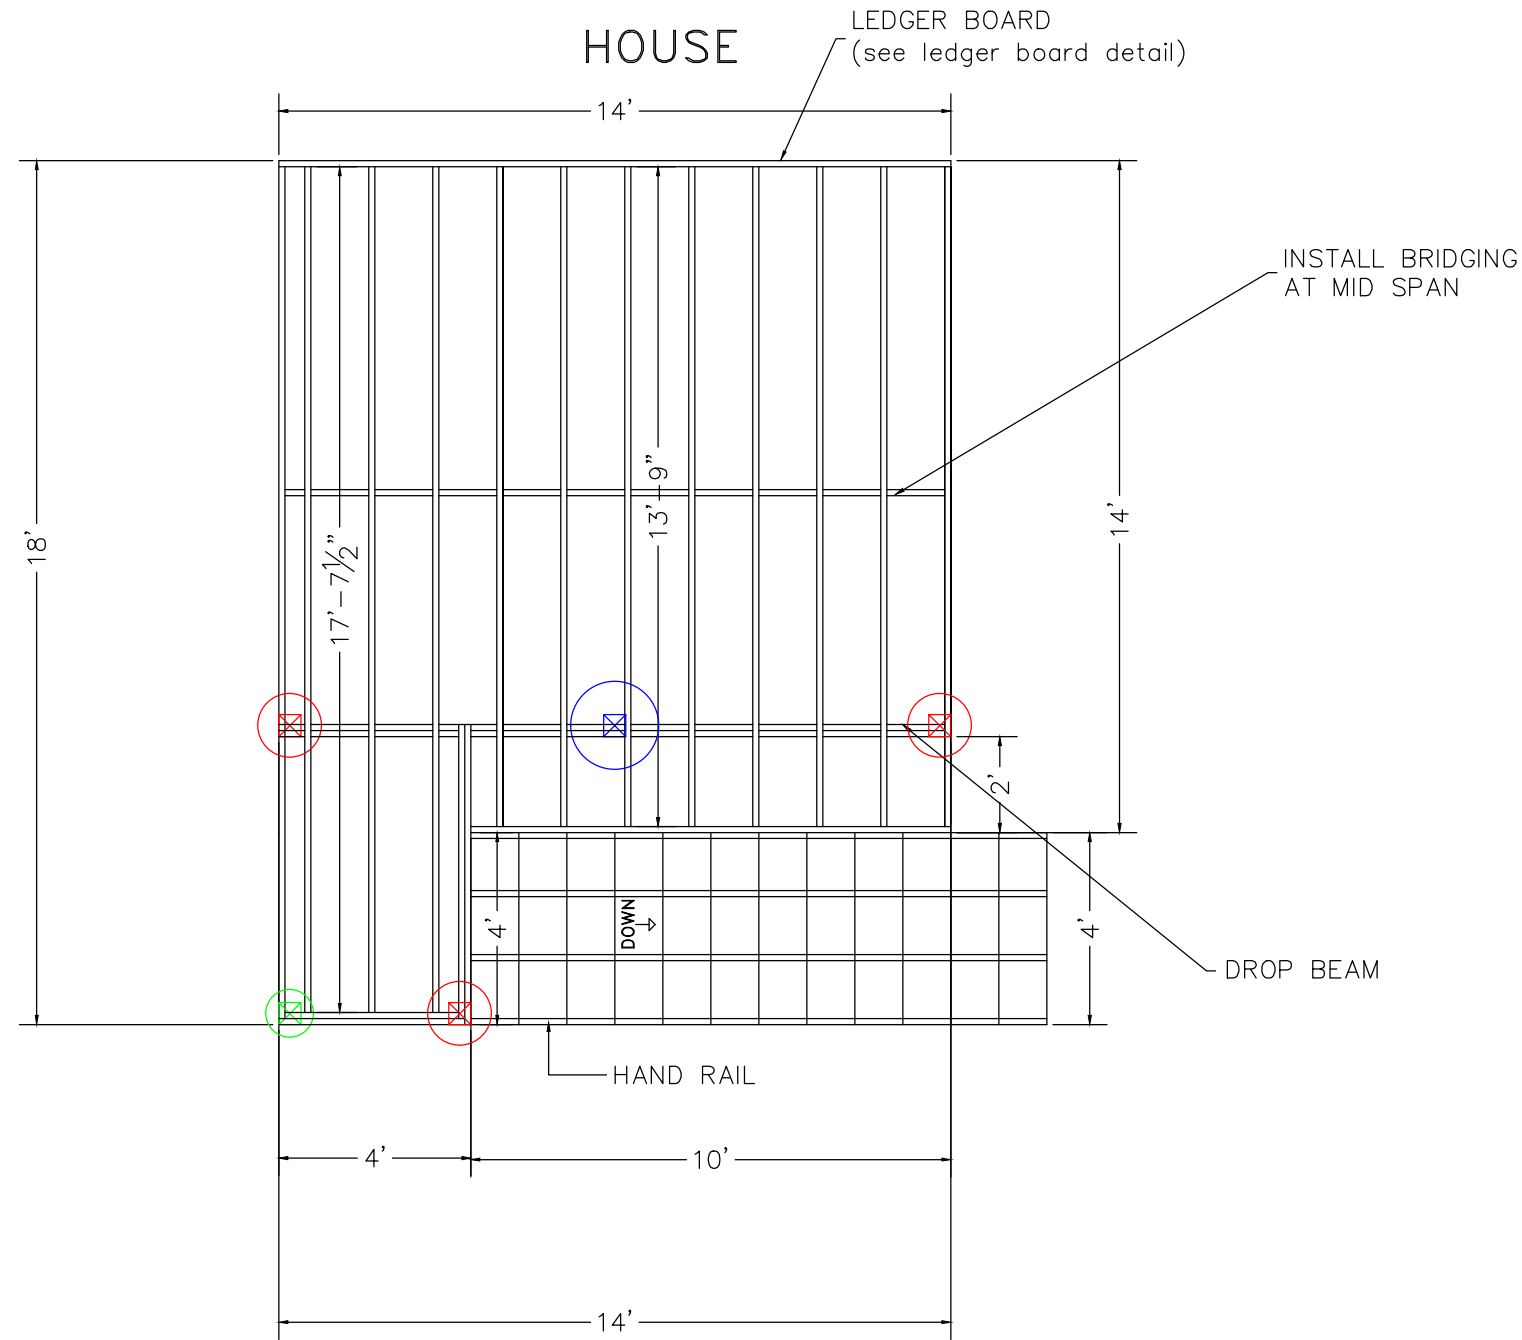 HOUSE
LEDGER BOARD
(see ledger board detail)
14'
INSTALL BRIDGING
AT MID SPAN
18'
17'-7½"
13'-9"
14'
2'
4'
DOWN
4'
DROP BEAM
HAND RAIL
4'
10'
14'